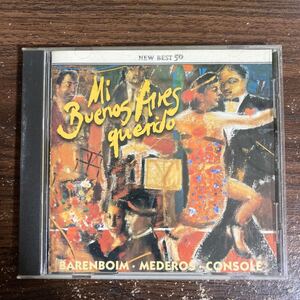 NEW BEST 50
Mi
Buenos Aires
querido
BARENBOIM · MEDEROS · CONSOLE